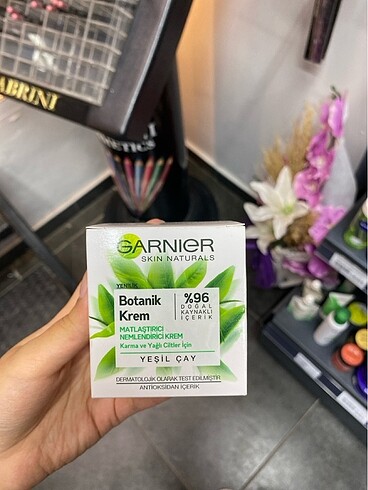 ABRINI
METICS
GARNIER
SKIN NATURALS
YENİLİK
Botanik
Krem
%96
DOĞAL
KAYNAKLI
İÇERİK
MATLAŞTIRICI
NEMLENDİRİCİ KREM
Karma ve Yağlı Ciltler İçin
YEŞİL ÇAY
DERMATOLOJİK OLARAK TEST EDİLMİŞTİR
ANTİOKSİDAN İÇERİK